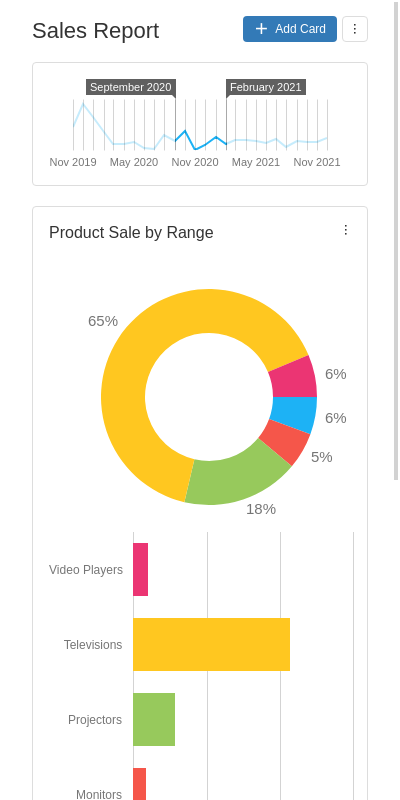 Sales Report
Add Card
September 2020
February 2021
Nov 2019
May 2020
Nov 2020
May 2021
Nov 2021
Product Sale by Range
65%
6%
6%
5%
18%
Video Players
Televisions
Projectors
Monitors